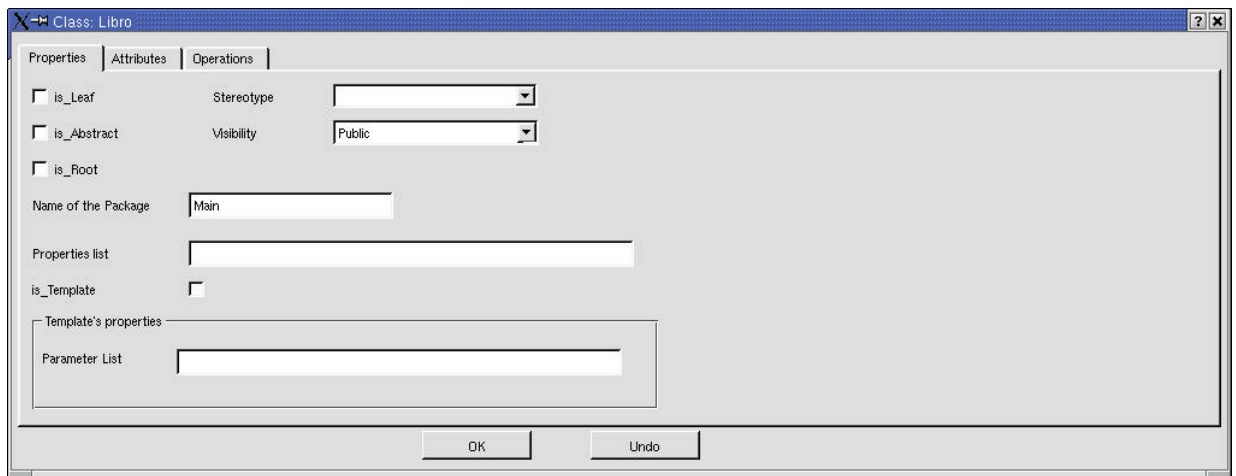 Class: Libro
Properties Attributes Operations
is_Leaf Stereotype
is_Abstract Visibility Public
is_Root
Name of the Package Main
Properties list
is_Template
Template's properties
Parameter List
OK Undo